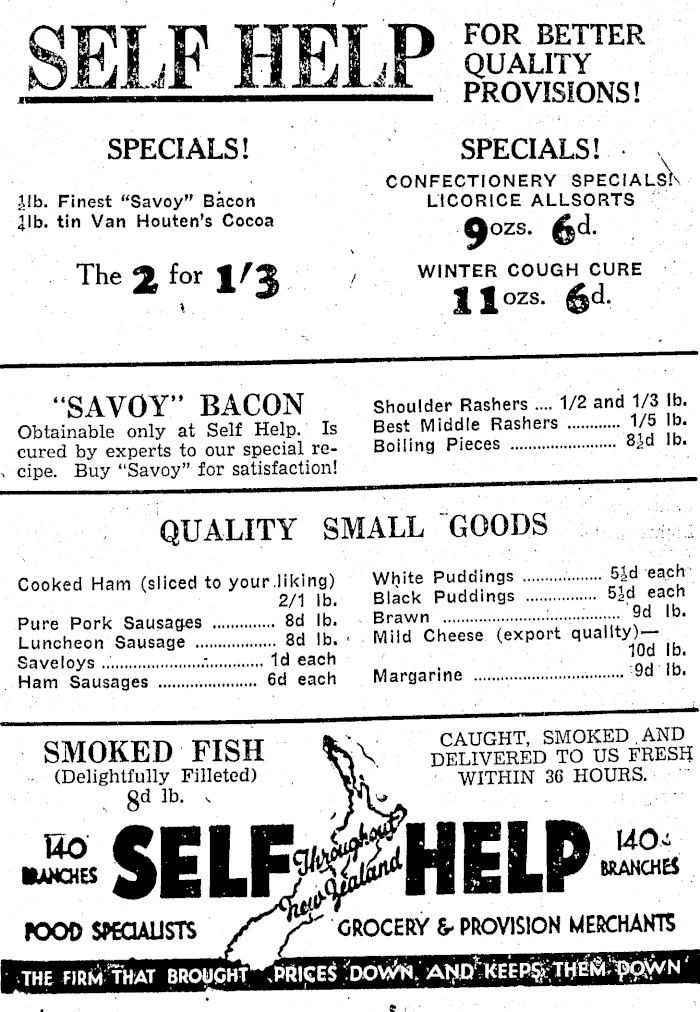 SELF HELP
FOR BETTER
QUALITY
PROVISIONS!
SPECIALS!
½lb. Finest "Savoy" Bacon
¼lb. tin Van Houten's Cocoa
The 2 for 1/3
SPECIALS!
CONFECTIONERY SPECIALS!
LICORICE ALLSORTS
9ozs. 6d.
WINTER COUGH CURE
11ozs. 6d.
"SAVOY" BACON
Obtainable only at Self Help. Is
cured by experts to our special re-
cipe. Buy "Savoy" for satisfaction!
Shoulder Rashers .... 1/2 and 1/3 lb.
Best Middle Rashers ............ 1/5 lb.
Boiling Pieces ........................ 8½d lb.
QUALITY SMALL GOODS
Cooked Ham (sliced to your liking)
2/1 lb.
Pure Pork Sausages .............. 8d lb.
Luncheon Sausage .................. 8d lb.
Saveloys .................................... 1d each
Ham Sausages ...................... 6d each
White Puddings .................. 5½d each
Black Puddings ................ 5½d each
Brawn ........................................ 9d lb.
Mild Cheese (export quality)—
10d lb.
Margarine .................................. 9d lb.
SMOKED FISH
(Delightfully Filleted)
8d lb.
CAUGHT, SMOKED AND
DELIVERED TO US FRESH
WITHIN 36 HOURS.
140
BRANCHES
SELF HELP
Throughout
New Zealand
140
BRANCHES
FOOD SPECIALISTS
GROCERY & PROVISION MERCHANTS
THE FIRM THAT BROUGHT PRICES DOWN AND KEEPS THEM DOWN